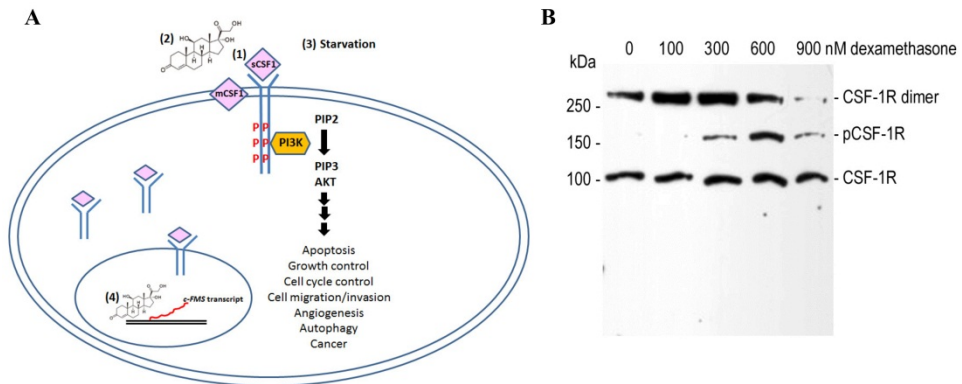 A
(2)
(1)
(3) Starvation
sCSF1
mCSF1
P P
P P
P P
PI3K
PIP2
PIP3
AKT
Apoptosis
Growth control
Cell cycle control
Cell migration/invasion
Angiogenesis
Autophagy
Cancer
(4)
c-FMS transcript
B
0 100 300 600 900 nM dexamethasone
kDa
250 - - CSF-1R dimer
150 - - pCSF-1R
100 - - CSF-1R